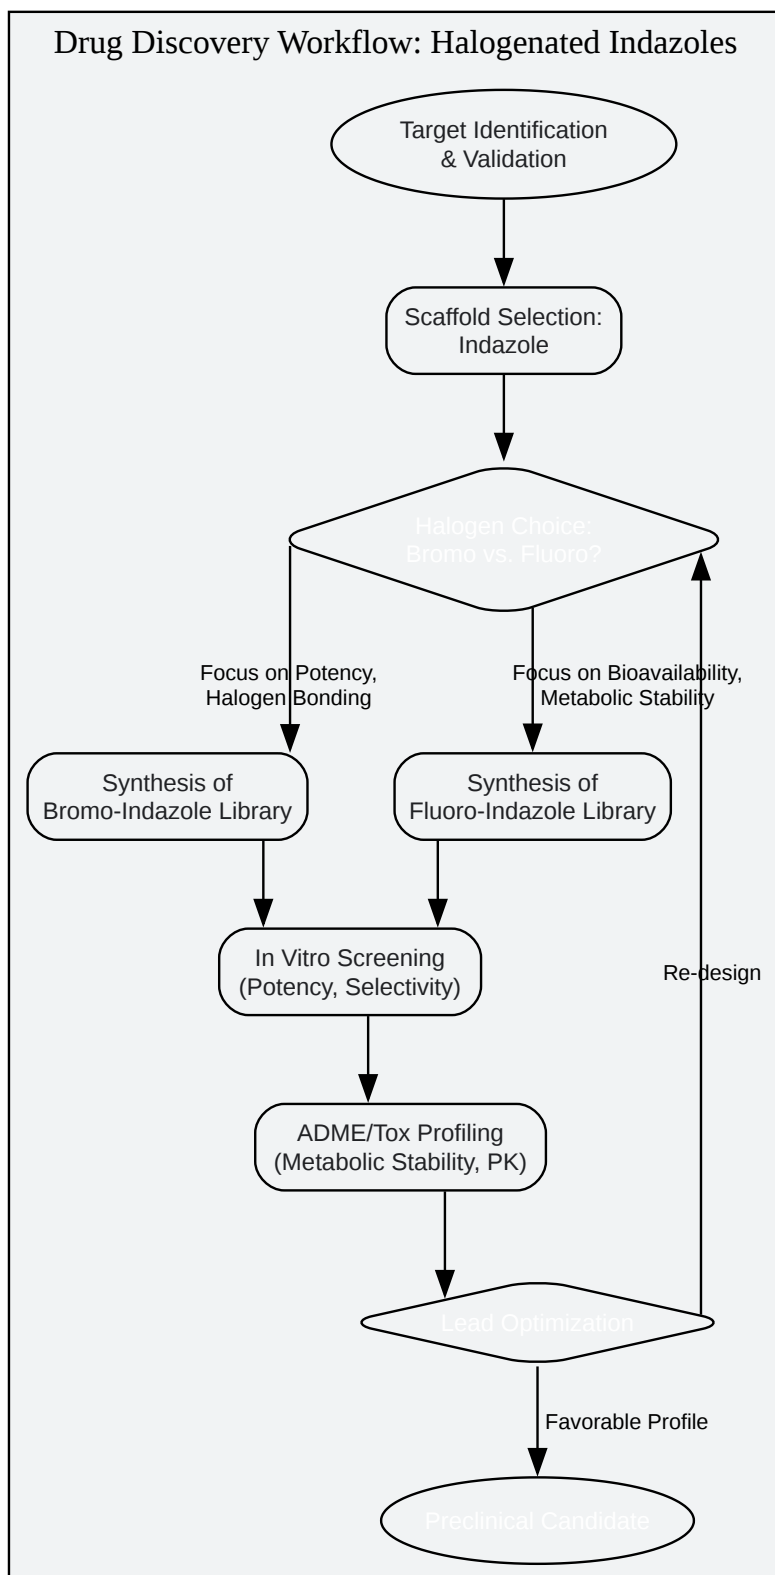 Drug Discovery Workflow: Halogenated Indazoles
Target Identification
& Validation
Scaffold Selection:
Indazole
Halogen Choice:
Bromo vs. Fluoro?
Focus on Potency,
Halogen Bonding
Focus on Bioavailability,
Metabolic Stability
Synthesis of
Bromo-Indazole Library
Synthesis of
Fluoro-Indazole Library
In Vitro Screening
(Potency, Selectivity)
Re-design
ADME/Tox Profiling
(Metabolic Stability, PK)
Lead Optimization
Favorable Profile
Preclinical Candidate